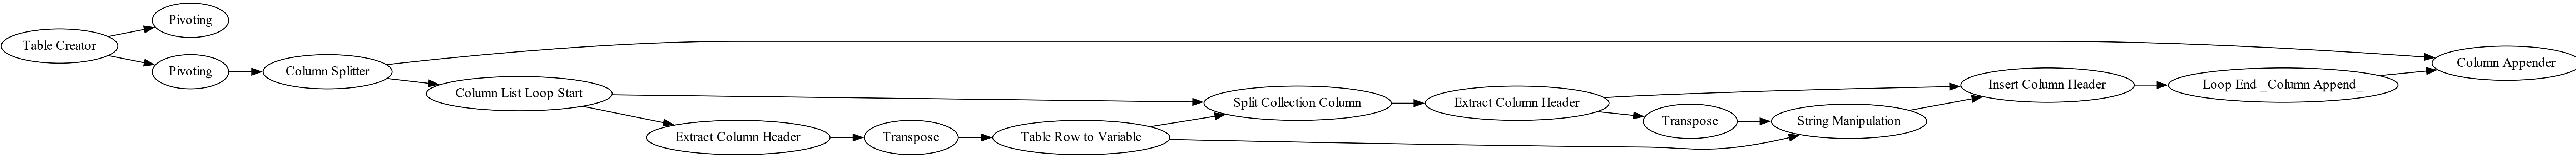 Table Creator
Pivoting
Pivoting
Column Splitter
Column List Loop Start
Extract Column Header
Transpose
Table Row to Variable
Split Collection Column
Extract Column Header
Transpose
String Manipulation
Insert Column Header
Loop End _Column Append_
Column Appender